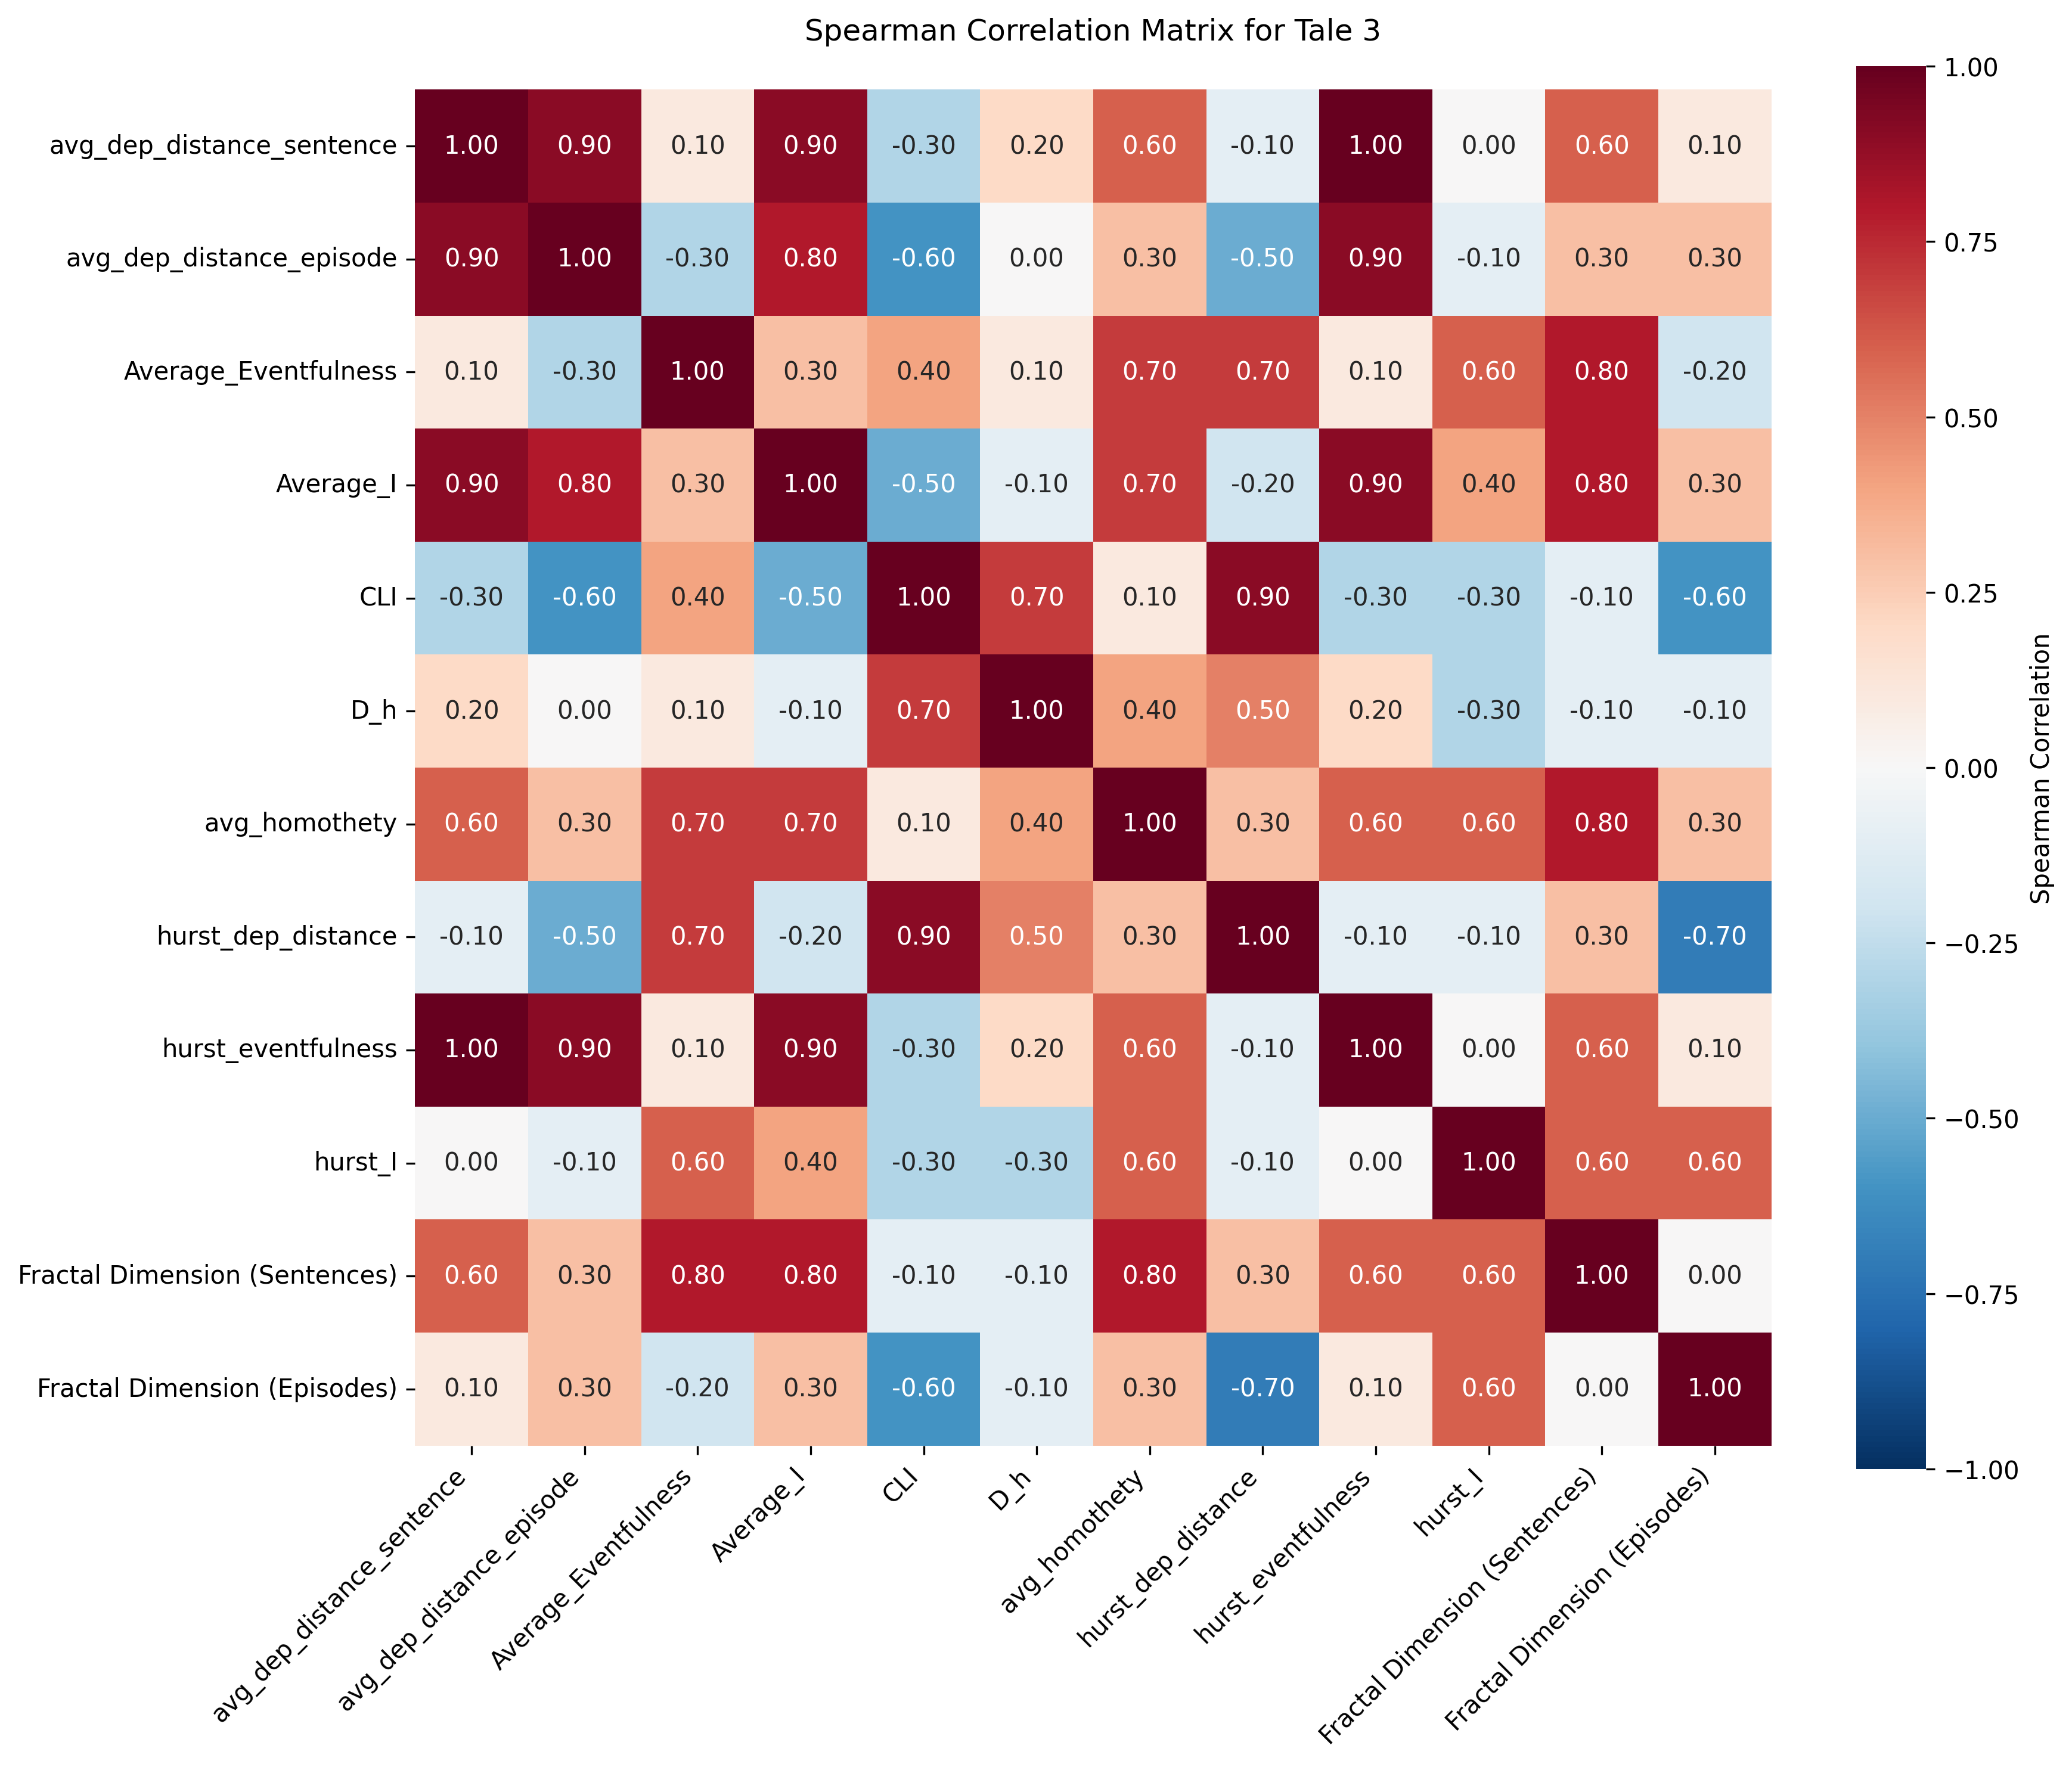 Spearman Correlation Matrix for Tale 3
avg_dep_distance_sentence 1.00 0.90 0.10 0.90 -0.30 0.20 0.60 -0.10 1.00 0.00 0.60 0.10
avg_dep_distance_episode 0.90 1.00 -0.30 0.80 -0.60 0.00 0.30 -0.50 0.90 -0.10 0.30 0.30
Average_Eventfulness 0.10 -0.30 1.00 0.30 0.40 0.10 0.70 0.70 0.10 0.60 0.80 -0.20
Average_I 0.90 0.80 0.30 1.00 -0.50 -0.10 0.70 -0.20 0.90 0.40 0.80 0.30
CLI -0.30 -0.60 0.40 -0.50 1.00 0.70 0.10 0.90 -0.30 -0.30 -0.10 -0.60
D_h 0.20 0.00 0.10 -0.10 0.70 1.00 0.40 0.50 0.20 -0.30 -0.10 -0.10
avg_homothety 0.60 0.30 0.70 0.70 0.10 0.40 1.00 0.30 0.60 0.60 0.80 0.30
hurst_dep_distance -0.10 -0.50 0.70 -0.20 0.90 0.50 0.30 1.00 -0.10 -0.10 0.30 -0.70
hurst_eventfulness 1.00 0.90 0.10 0.90 -0.30 0.20 0.60 -0.10 1.00 0.00 0.60 0.10
hurst_I 0.00 -0.10 0.60 0.40 -0.30 -0.30 0.60 -0.10 0.00 1.00 0.60 0.60
Fractal Dimension (Sentences) 0.60 0.30 0.80 0.80 -0.10 -0.10 0.80 0.30 0.60 0.60 1.00 0.00
Fractal Dimension (Episodes) 0.10 0.30 -0.20 0.30 -0.60 -0.10 0.30 -0.70 0.10 0.60 0.00 1.00
avg_dep_distance_sentence
avg_dep_distance_episode
Average_Eventfulness
Average_I
CLI
D_h
avg_homothety
hurst_dep_distance
hurst_eventfulness
hurst_I
Fractal Dimension (Sentences)
Fractal Dimension (Episodes)
1.00
0.75
0.50
0.25
0.00
−0.25
−0.50
−0.75
−1.00
Spearman Correlation